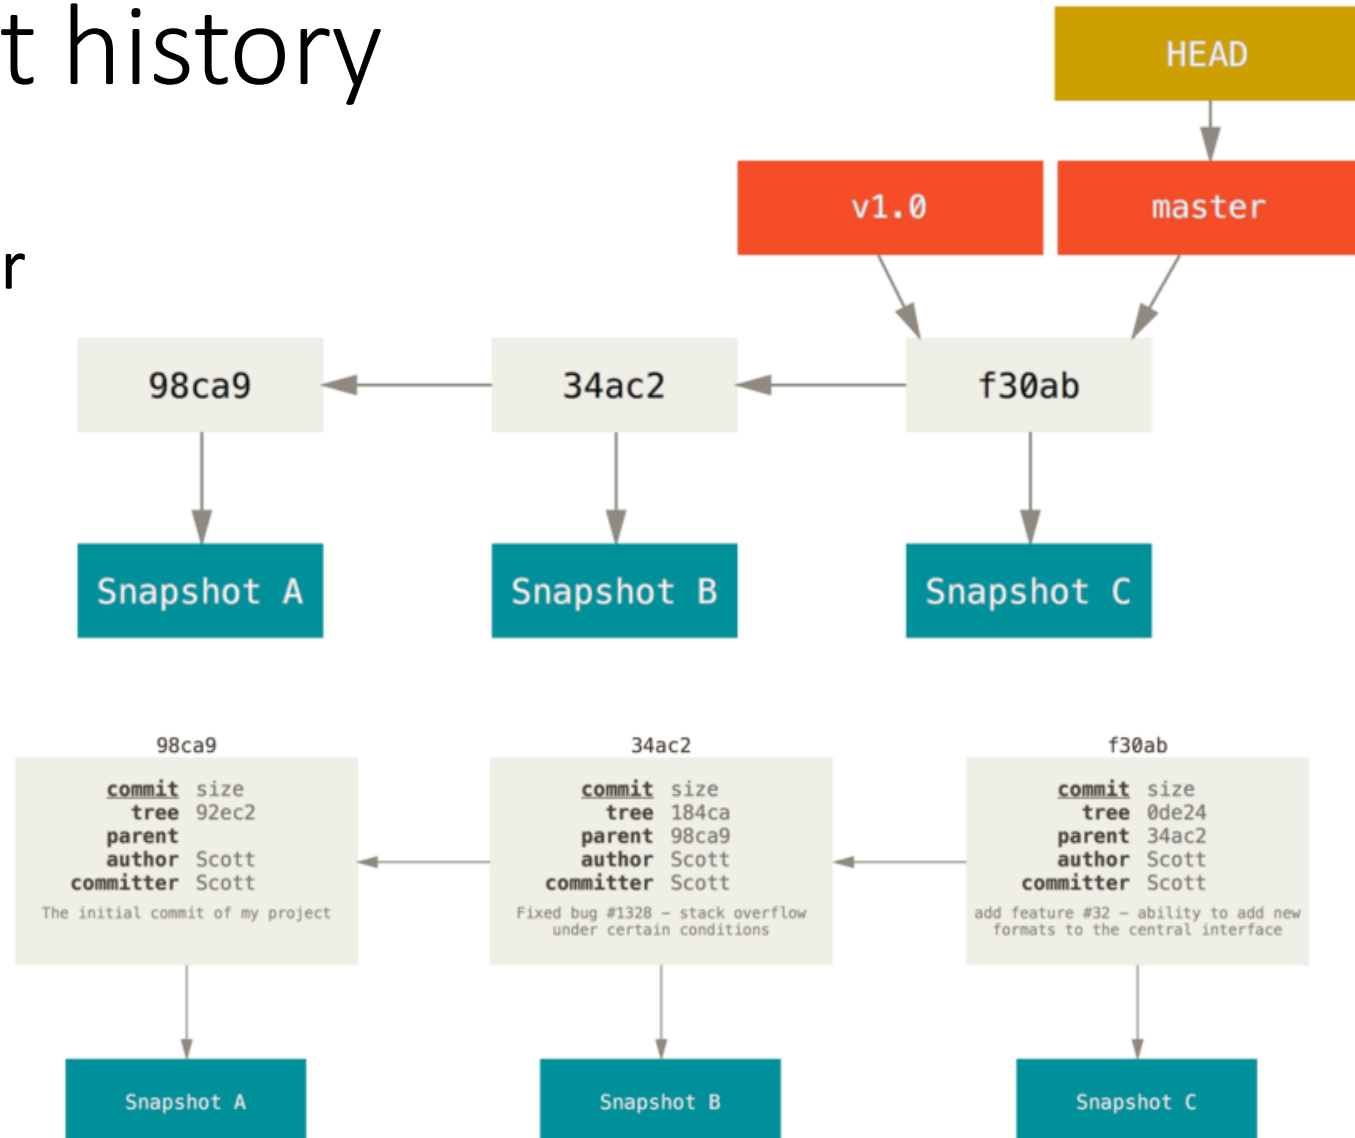 t history
HEAD
v1.0
master
r
98ca9
34ac2
f30ab
Snapshot A
Snapshot B
Snapshot C
98ca9
commit size
tree 92ec2
parent
author Scott
committer Scott
The initial commit of my project
34ac2
commit size
tree 184ca
parent 98ca9
author Scott
committer Scott
Fixed bug #1328 – stack overflow
under certain conditions
f30ab
commit size
tree 0de24
parent 34ac2
author Scott
committer Scott
add feature #32 – ability to add new
formats to the central interface
Snapshot A
Snapshot B
Snapshot C